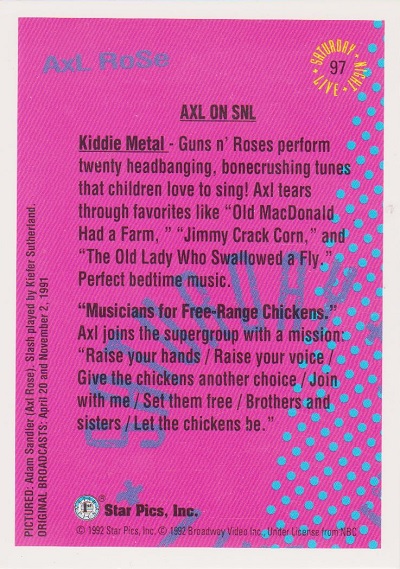 AxL RoSe
SATURDAY NIGHT LIVE
97
AXL ON SNL
Kiddie Metal - Guns n' Roses perform
twenty headbanging, bonecrushing tunes
that children love to sing! Axl tears
through favorites like "Old MacDonald
Had a Farm, " "Jimmy Crack Corn," and
"The Old Lady Who Swallowed a Fly."
Perfect bedtime music.
"Musicians for Free-Range Chickens."
Axl joins the supergroup with a mission:
"Raise your hands / Raise your voice /
Give the chickens another choice / Join
with me / Set them free / Brothers and
sisters / Let the chickens be."
PICTURED: Adam Sandler (Axl Rose). Slash played by Kiefer Sutherland.
ORIGINAL BROADCASTS: April 20 and November 2, 1991
Star Pics, Inc.
© 1992 Star Pics, Inc. © 1992 Broadway Video Inc. Under License from NBC